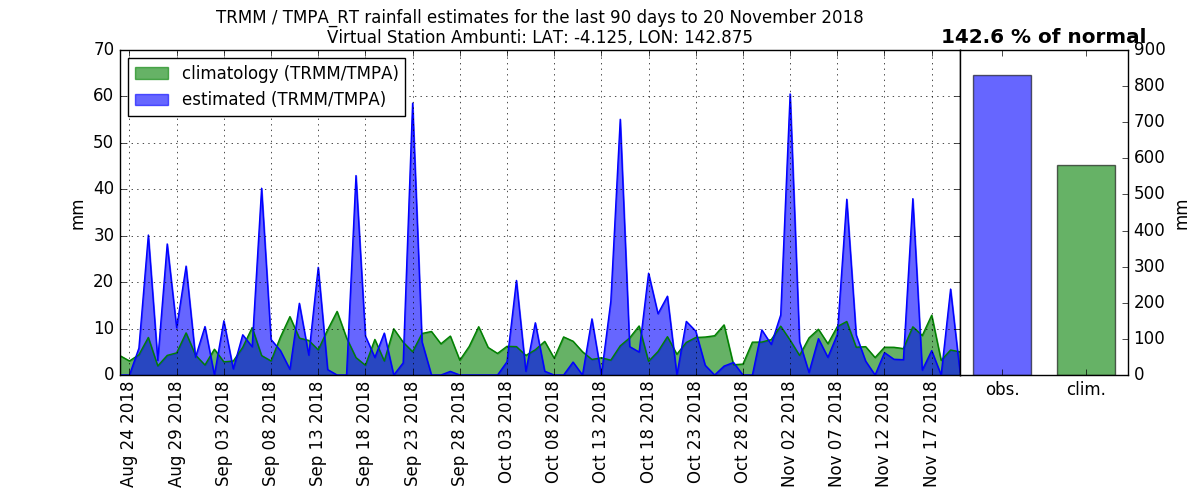 TRMM / TMPA_RT rainfall estimates for the last 90 days to 20 November 2018
Virtual Station Ambunti: LAT: -4.125, LON: 142.875
142.6 % of normal
climatology (TRMM/TMPA)
estimated (TRMM/TMPA)
70
60
50
40
30
20
10
0
mm
900
800
700
600
500
400
300
200
100
0
mm
obs.
clim.
Aug 24 2018
Aug 29 2018
Sep 03 2018
Sep 08 2018
Sep 13 2018
Sep 18 2018
Sep 23 2018
Sep 28 2018
Oct 03 2018
Oct 08 2018
Oct 13 2018
Oct 18 2018
Oct 23 2018
Oct 28 2018
Nov 02 2018
Nov 07 2018
Nov 12 2018
Nov 17 2018